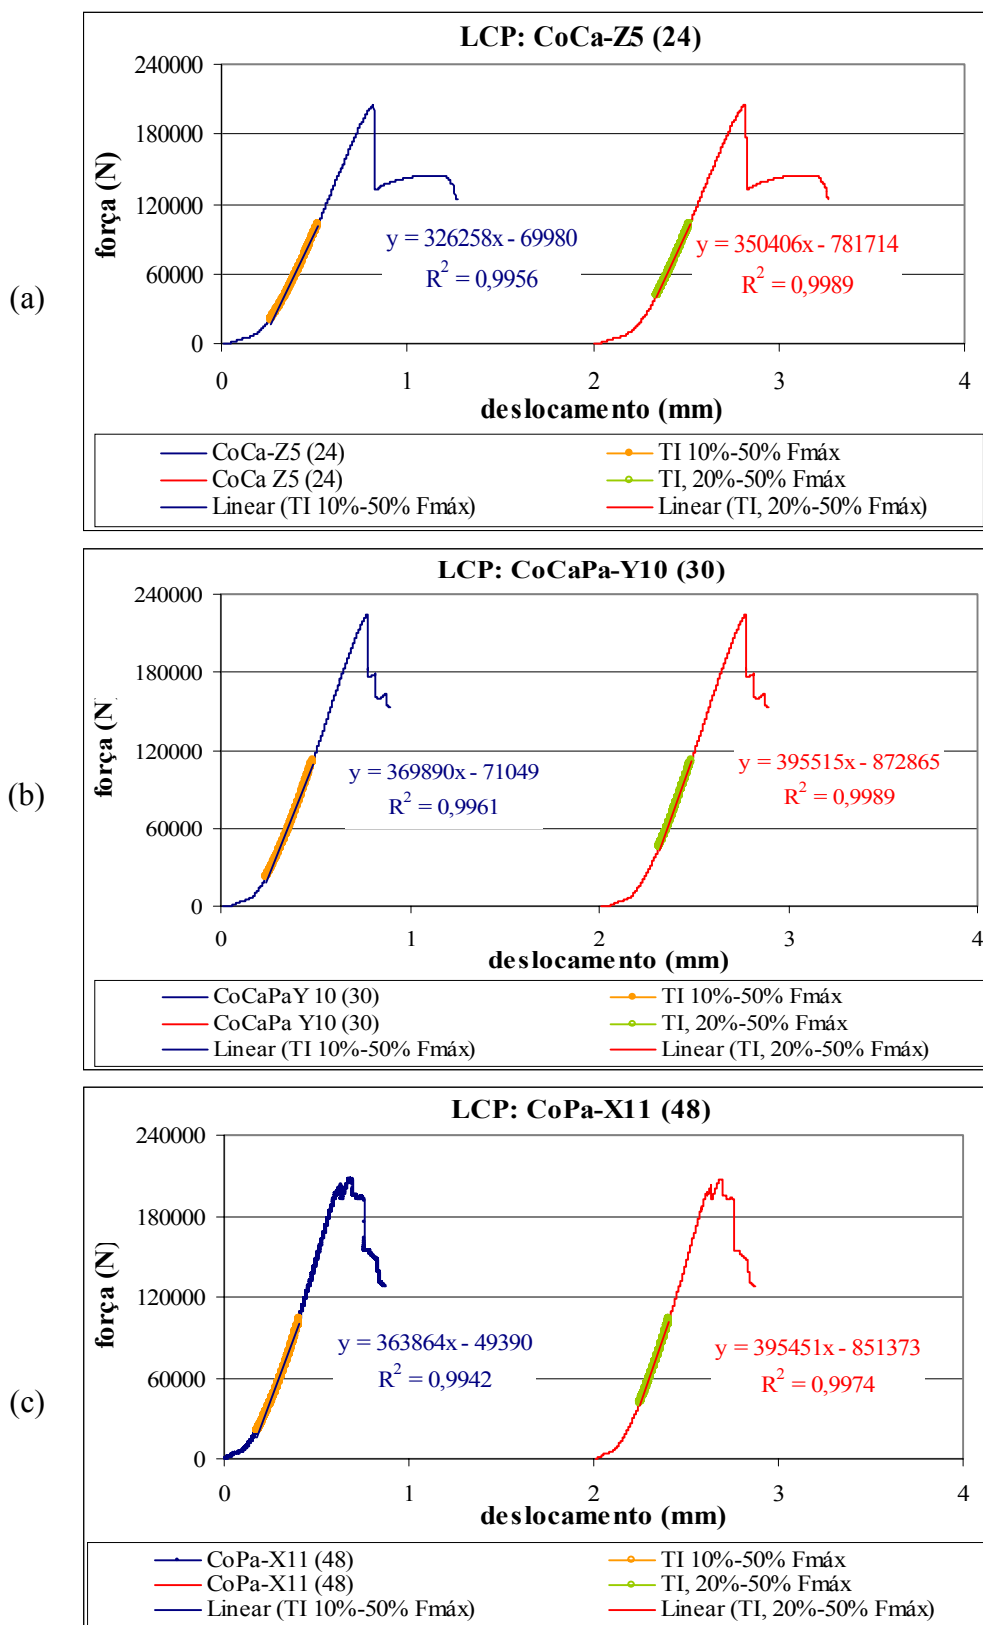 LCP: CoCa-Z5 (24)
240000
180000
120000
60000
0
força (N)
y = 326258x - 69980
R² = 0,9956
y = 350406x - 781714
R² = 0,9989
0 1 2 3 4
deslocamento (mm)
(a)
CoCa-Z5 (24) TI 10%-50% Fmáx
CoCa Z5 (24) TI, 20%-50% Fmáx
Linear (TI 10%-50% Fmáx) Linear (TI, 20%-50% Fmáx)
LCP: CoCaPa-Y10 (30)
240000
180000
120000
60000
0
força (N
y = 369890x - 71049
R² = 0,9961
y = 395515x - 872865
R² = 0,9989
0 1 2 3 4
deslocamento (mm)
(b)
CoCaPaY 10 (30) TI 10%-50% Fmáx
CoCaPa Y10 (30) TI, 20%-50% Fmáx
Linear (TI 10%-50% Fmáx) Linear (TI, 20%-50% Fmáx)
LCP: CoPa-X11 (48)
240000
180000
120000
60000
0
força (N)
y = 363864x - 49390
R² = 0,9942
y = 395451x - 851373
R² = 0,9974
0 1 2 3 4
deslocamento (mm)
(c)
CoPa-X11 (48) TI 10%-50% Fmáx
CoPa-X11 (48) TI, 20%-50% Fmáx
Linear (TI 10%-50% Fmáx) Linear (TI, 20%-50% Fmáx)